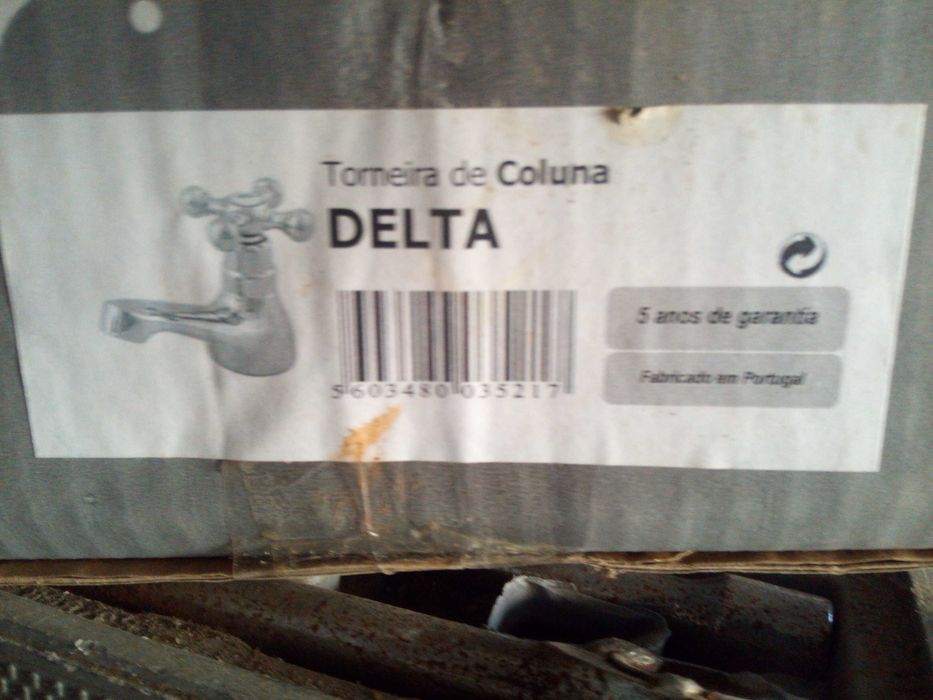 Torneira de Coluna
DELTA
5 603480 035217
5 anos de garantia
Fabricado em Portugal